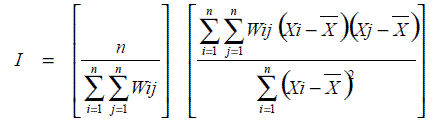 I = [ n / ∑_{i=1}^{n} ∑_{j=1}^{n} Wij ] [ ∑_{i=1}^{n} ∑_{j=1}^{n} Wij (Xi − X̅)(Xj − X̅) / ∑_{i=1}^{n} (Xi − X̅)² ]